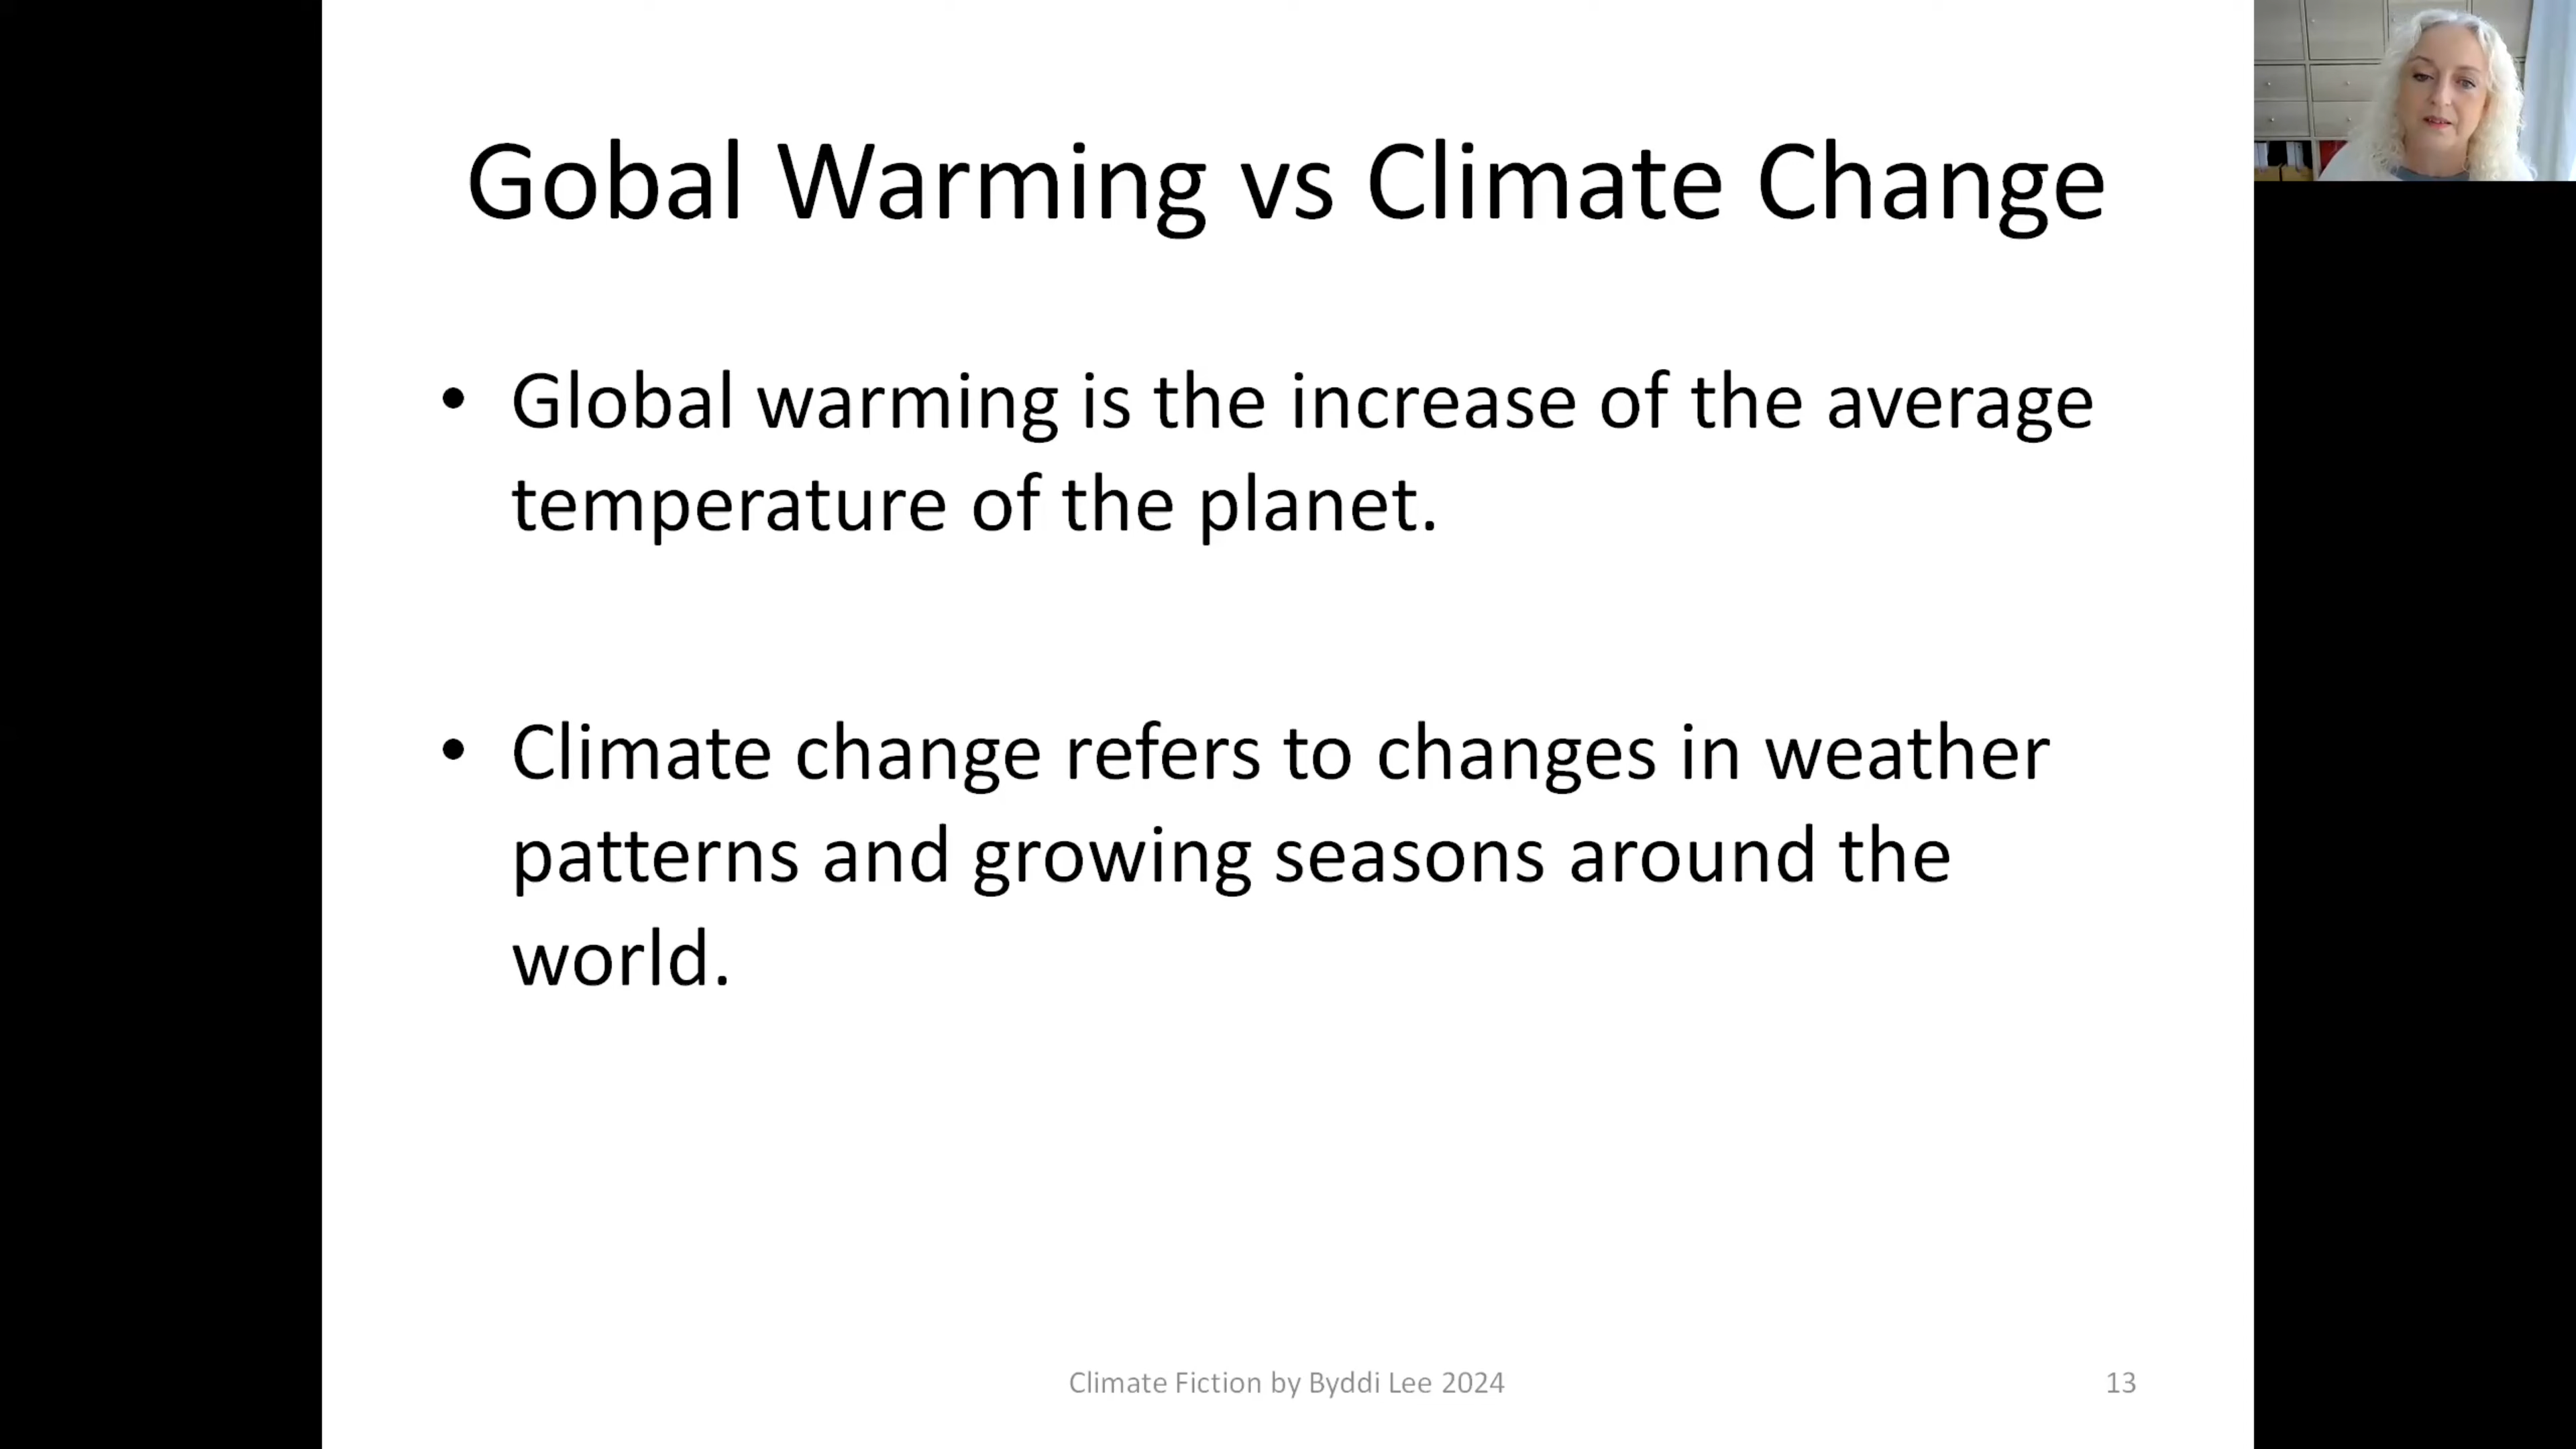 Gobal Warming vs Climate Change
• Global warming is the increase of the average
temperature of the planet.
• Climate change refers to changes in weather
patterns and growing seasons around the
world.
Climate Fiction by Byddi Lee 2024
13